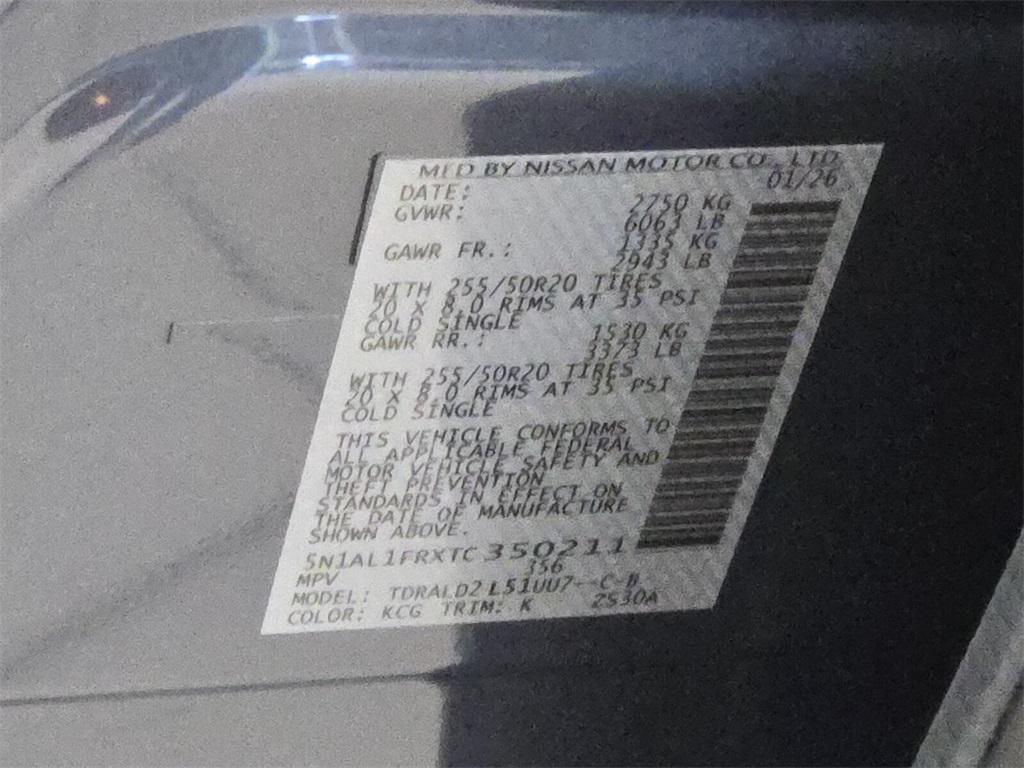 MFD BY NISSAN MOTOR CO., LTD
DATE: 01/26
GVWR: 2750 KG
6063 LB
GAWR FR.: 1335 KG
2943 LB
WITH 255/50R20 TIRES
20 X 8.0 RIMS AT 35 PSI
COLD SINGLE
GAWR RR.: 1530 KG
3373 LB
WITH 255/50R20 TIRES
20 X 8.0 RIMS AT 35 PSI
COLD SINGLE
THIS VEHICLE CONFORMS TO
ALL APPLICABLE FEDERAL
MOTOR VEHICLE SAFETY AND
THEFT PREVENTION
STANDARDS IN EFFECT ON
THE DATE OF MANUFACTURE
SHOWN ABOVE.
5N1AL1FRXTC350211
MPV 356
MODEL: TDRALD2 L51UU7--C-B
COLOR: KCG TRIM: K 2530A